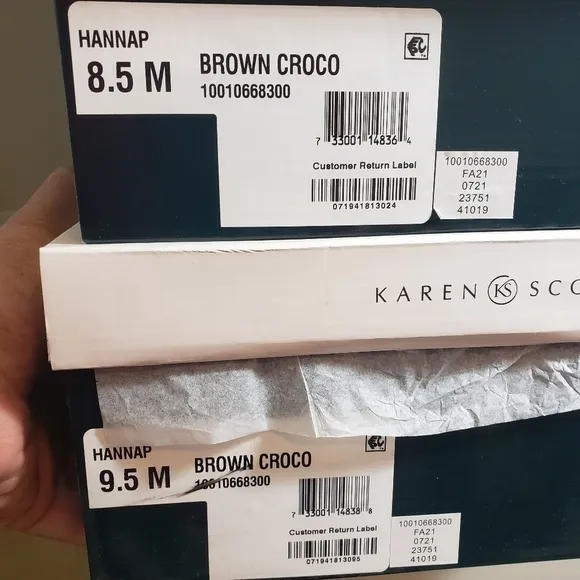 HANNAP
8.5 M
BROWN CROCO
10010668300
7 33001 14836 4
Customer Return Label
071941813024
10010668300
FA21
0721
23751
41019
KAREN KS SCO
HANNAP
9.5 M
BROWN CROCO
10010668300
7 33001 14838 8
Customer Return Label
071941813095
10010668300
FA21
0721
23751
41019